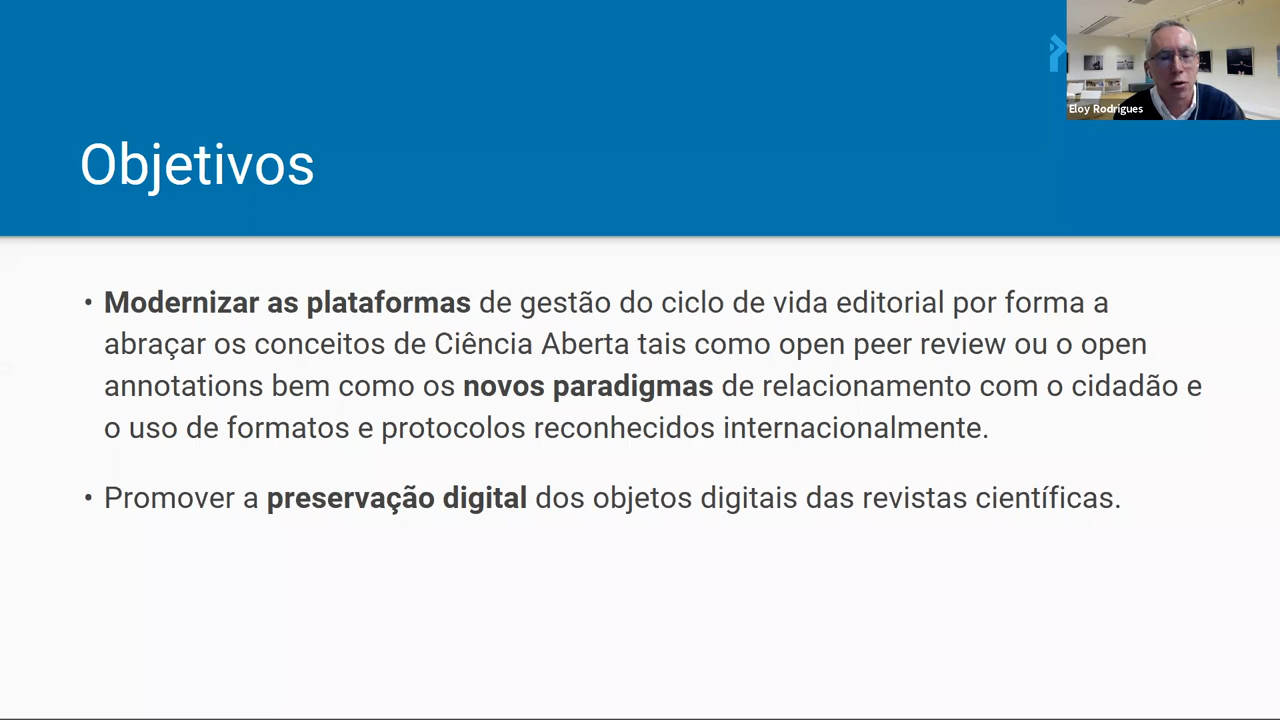 Eloy Rodrigues
Objetivos
• Modernizar as plataformas de gestão do ciclo de vida editorial por forma a
abraçar os conceitos de Ciência Aberta tais como open peer review ou o open
annotations bem como os novos paradigmas de relacionamento com o cidadão e
o uso de formatos e protocolos reconhecidos internacionalmente.
• Promover a preservação digital dos objetos digitais das revistas científicas.